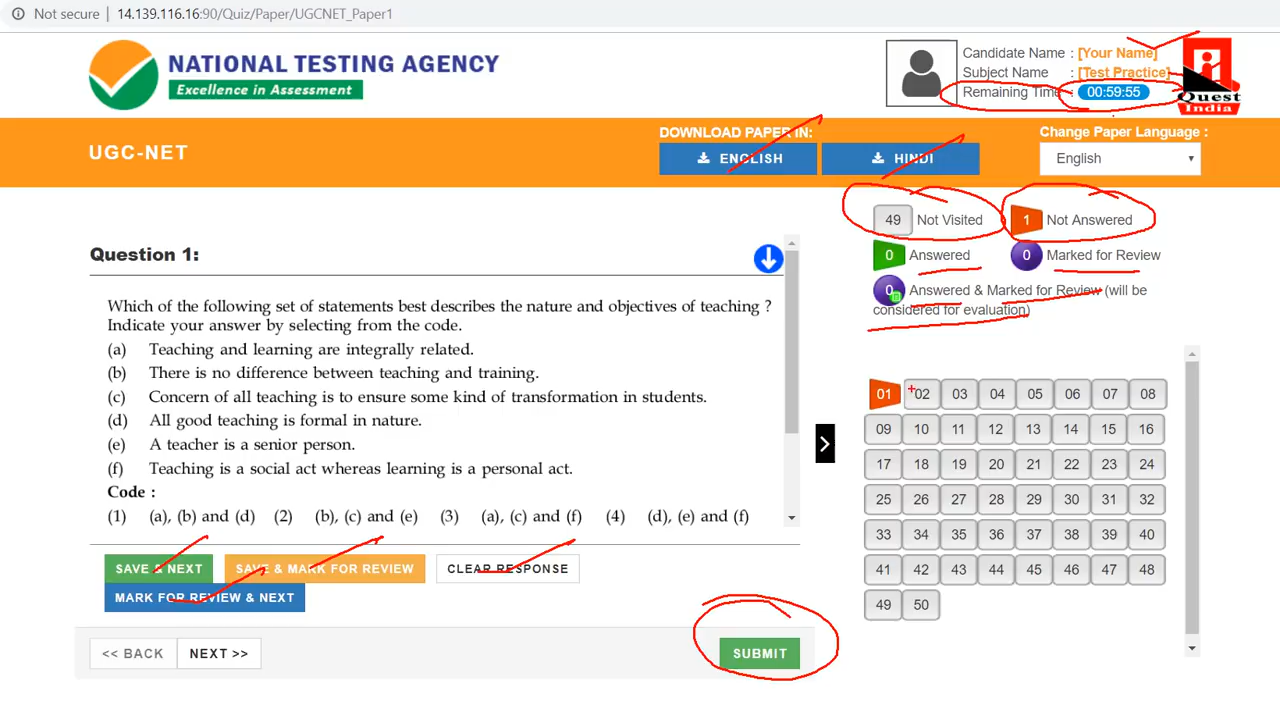 Not secure | 14.139.116.16:90/Quiz/Paper/UGCNET_Paper1
NATIONAL TESTING AGENCY
Excellence in Assessment
Candidate Name : [Your Name]
Subject Name : [Test Practice]
Remaining Time : 00:59:55
Quest
India
UGC-NET
DOWNLOAD PAPER IN:
ENGLISH
HINDI
Change Paper Language :
English
49 Not Visited
1 Not Answered
0 Answered
0 Marked for Review
0 Answered & Marked for Review (will be
considered for evaluation)
Question 1:
Which of the following set of statements best describes the nature and objectives of teaching ?
Indicate your answer by selecting from the code.
(a) Teaching and learning are integrally related.
(b) There is no difference between teaching and training.
(c) Concern of all teaching is to ensure some kind of transformation in students.
(d) All good teaching is formal in nature.
(e) A teacher is a senior person.
(f) Teaching is a social act whereas learning is a personal act.
Code :
(1) (a), (b) and (d) (2) (b), (c) and (e) (3) (a), (c) and (f) (4) (d), (e) and (f)
SAVE & NEXT
SAVE & MARK FOR REVIEW
CLEAR RESPONSE
MARK FOR REVIEW & NEXT
<< BACK
NEXT >>
SUBMIT
01 02 03 04 05 06 07 08
09 10 11 12 13 14 15 16
17 18 19 20 21 22 23 24
25 26 27 28 29 30 31 32
33 34 35 36 37 38 39 40
41 42 43 44 45 46 47 48
49 50